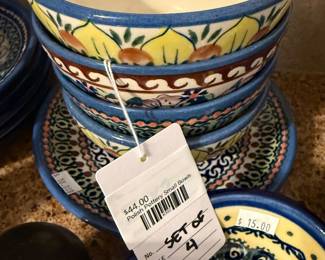 $44.00
Polish Pottery Small Bowls
No.
SET OF
4
$ 15.00